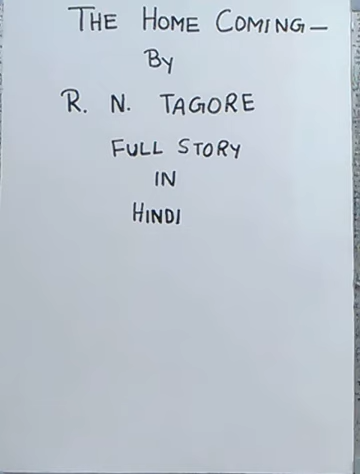 THE HOME COMING—
By
R. N. TAGORE
FULL STORY
IN
HINDI